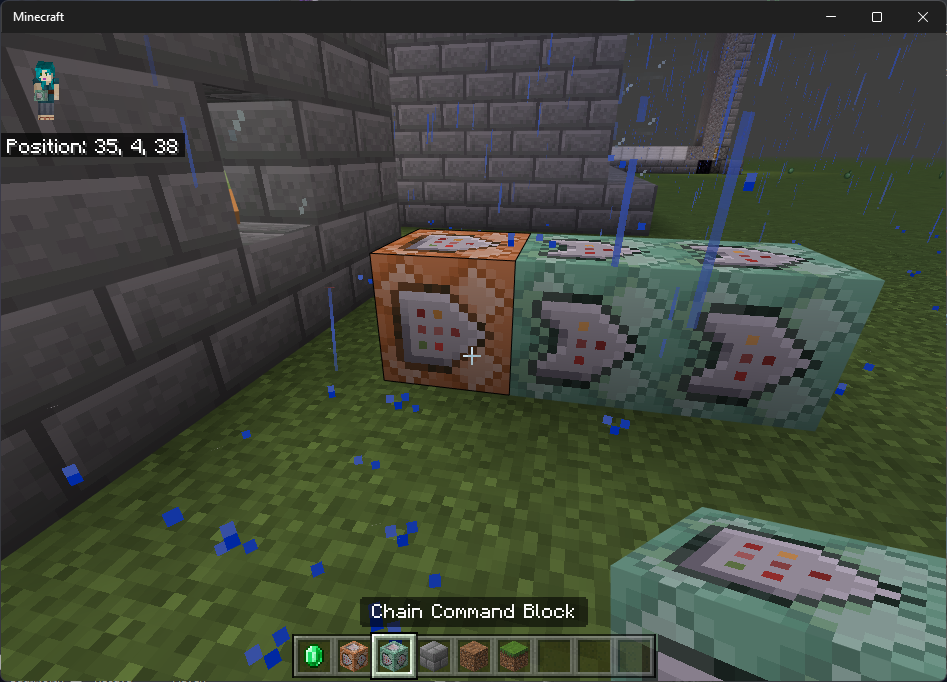 Minecraft
Position: 35, 4, 38
Chain Command Block